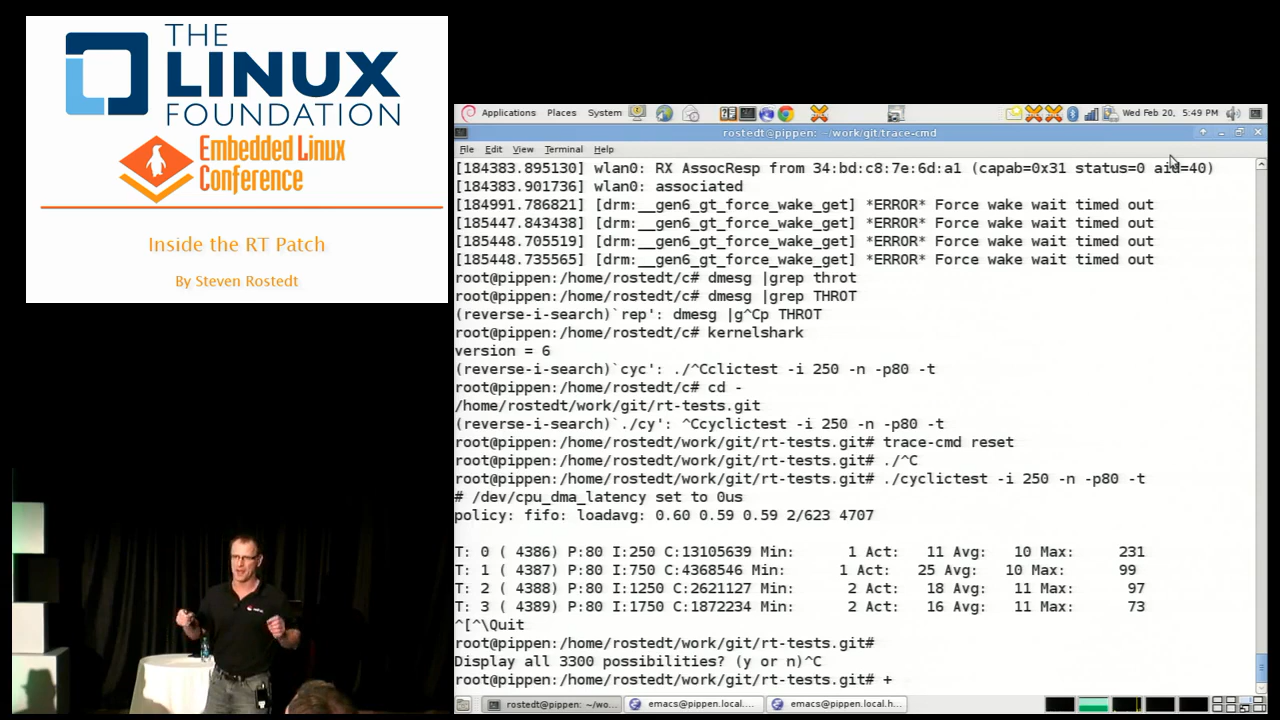 THE
LINUX
FOUNDATION
Embedded Linux
Conference
Inside the RT Patch
By Steven Rostedt
Applications Places System Wed Feb 20, 5:49 PM
rostedt@pippen: ~/work/git/trace-cmd
File Edit View Terminal Help
[184383.895130] wlan0: RX AssocResp from 34:bd:c8:7e:6d:a1 (capab=0x31 status=0 aid=40)
[184383.901736] wlan0: associated
[184991.786821] [drm:__gen6_gt_force_wake_get] *ERROR* Force wake wait timed out
[185447.843438] [drm:__gen6_gt_force_wake_get] *ERROR* Force wake wait timed out
[185448.705519] [drm:__gen6_gt_force_wake_get] *ERROR* Force wake wait timed out
[185448.735565] [drm:__gen6_gt_force_wake_get] *ERROR* Force wake wait timed out
root@pippen:/home/rostedt/c# dmesg |grep throt
root@pippen:/home/rostedt/c# dmesg |grep THROT
(reverse-i-search)`rep': dmesg |g^Cp THROT
root@pippen:/home/rostedt/c# kernelshark
version = 6
(reverse-i-search)`cyc': ./^Cclictest -i 250 -n -p80 -t
root@pippen:/home/rostedt/c# cd -
/home/rostedt/work/git/rt-tests.git
(reverse-i-search)`./cy': ^Ccyclictest -i 250 -n -p80 -t
root@pippen:/home/rostedt/work/git/rt-tests.git# trace-cmd reset
root@pippen:/home/rostedt/work/git/rt-tests.git# ./^C
root@pippen:/home/rostedt/work/git/rt-tests.git# ./cyclictest -i 250 -n -p80 -t
# /dev/cpu_dma_latency set to 0us
policy: fifo: loadavg: 0.60 0.59 0.59 2/623 4707
T: 0 ( 4386) P:80 I:250 C:13105639 Min: 1 Act: 11 Avg: 10 Max: 231
T: 1 ( 4387) P:80 I:750 C:4368546 Min: 1 Act: 25 Avg: 10 Max: 99
T: 2 ( 4388) P:80 I:1250 C:2621127 Min: 2 Act: 18 Avg: 11 Max: 97
T: 3 ( 4389) P:80 I:1750 C:1872234 Min: 2 Act: 16 Avg: 11 Max: 73
^[^\Quit
root@pippen:/home/rostedt/work/git/rt-tests.git#
Display all 3300 possibilities? (y or n)^C
root@pippen:/home/rostedt/work/git/rt-tests.git# +
rostedt@pippen: ~/wo... emacs@pippen.local.... emacs@pippen.local.h...